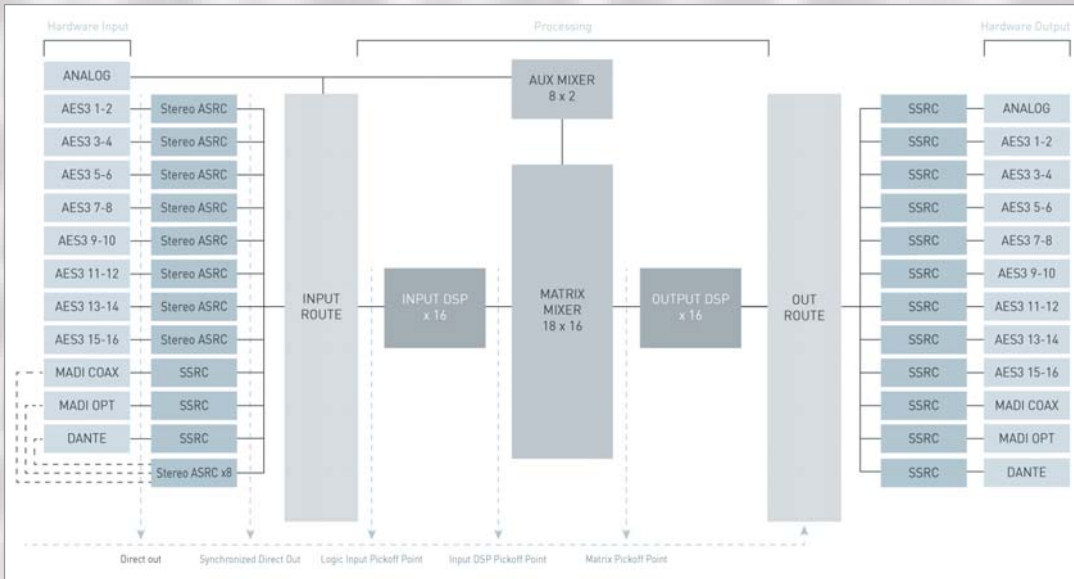 Hardware Input
Processing
Hardware Output
ANALOG
AES3 1-2
AES3 3-4
AES3 5-6
AES3 7-8
AES3 9-10
AES3 11-12
AES3 13-14
AES3 15-16
MADI COAX
MADI OPT
DANTE
Stereo ASRC
Stereo ASRC
Stereo ASRC
Stereo ASRC
Stereo ASRC
Stereo ASRC
Stereo ASRC
Stereo ASRC
SSRC
SSRC
SSRC
Stereo ASRC x8
INPUT
ROUTE
INPUT DSP
x 16
AUX MIXER
8 x 2
MATRIX
MIXER
18 x 16
OUTPUT DSP
x 16
OUT
ROUTE
SSRC
SSRC
SSRC
SSRC
SSRC
SSRC
SSRC
SSRC
SSRC
SSRC
SSRC
SSRC
ANALOG
AES3 1-2
AES3 3-4
AES3 5-6
AES3 7-8
AES3 9-10
AES3 11-12
AES3 13-14
AES3 15-16
MADI COAX
MADI OPT
DANTE
Direct out
Synchronized Direct Out
Logic Input Pickoff Point
Input DSP Pickoff Point
Matrix Pickoff Point